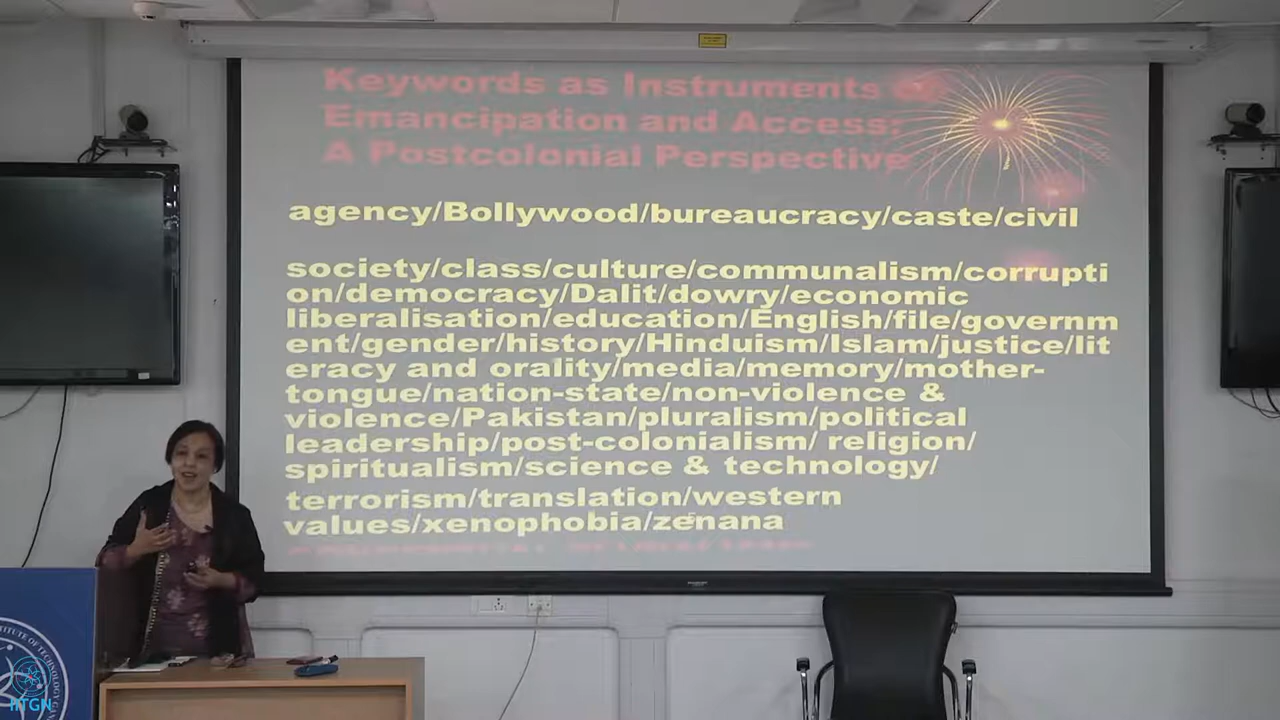 Keywords as Instruments of
Emancipation and Access:
A Postcolonial Perspective
agency/Bollywood/bureaucracy/caste/civil
society/class/culture/communalism/corrupti
on/democracy/Dalit/dowry/economic
liberalisation/education/English/file/governm
ent/gender/history/Hinduism/Islam/justice/lit
eracy and orality/media/memory/mother-
tongue/nation-state/non-violence &
violence/Pakistan/pluralism/political
leadership/post-colonialism/ religion/
spiritualism/science & technology/
terrorism/translation/western
values/xenophobia/zenana
IITGN